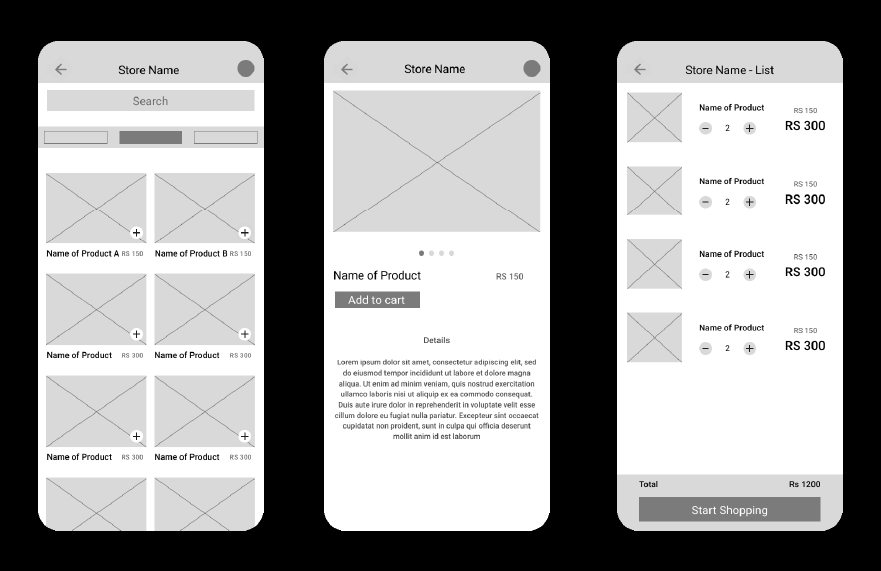 Store Name
Search
Name of Product A RS 150
Name of Product B RS 150
Name of Product RS 300
Name of Product RS 300
Name of Product RS 300
Name of Product RS 300
Store Name
Name of Product RS 150
Add to cart
Details
Lorem ipsum dolor sit amet, consectetur adipiscing elit, sed
do eiusmod tempor incididunt ut labore et dolore magna
aliqua. Ut enim ad minim veniam, quis nostrud exercitation
ullamco laboris nisi ut aliquip ex ea commodo consequat.
Duis aute irure dolor in reprehenderit in voluptate velit esse
cillum dolore eu fugiat nulla pariatur. Excepteur sint occaecat
cupidatat non proident, sunt in culpa qui officia deserunt
mollit anim id est laborum
Store Name - List
Name of Product RS 150
2 RS 300
Name of Product RS 150
2 RS 300
Name of Product RS 150
2 RS 300
Name of Product RS 150
2 RS 300
Total Rs 1200
Start Shopping